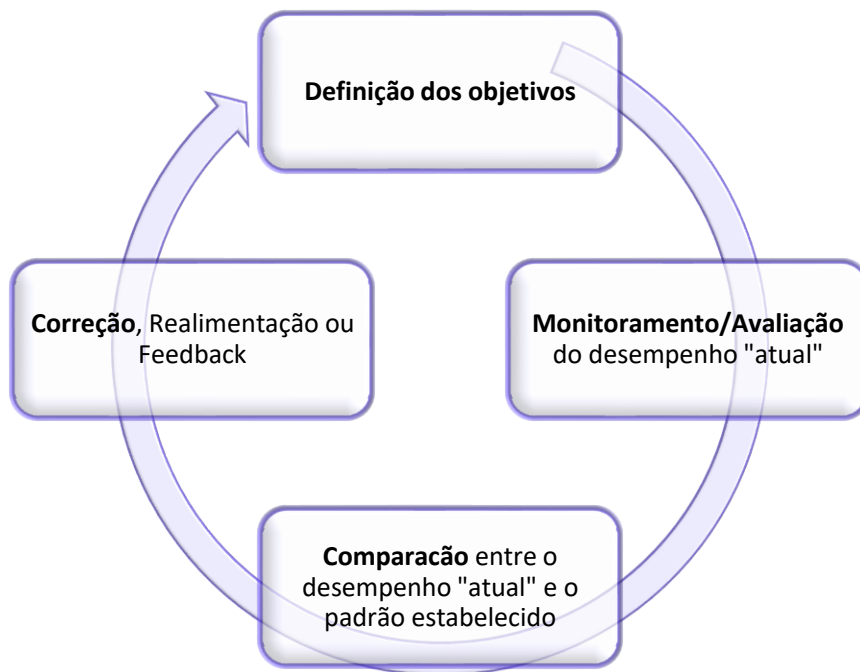 Definição dos objetivos
Monitoramento/Avaliação
do desempenho "atual"
Comparacão entre o
desempenho "atual" e o
padrão estabelecido
Correção, Realimentação ou
Feedback